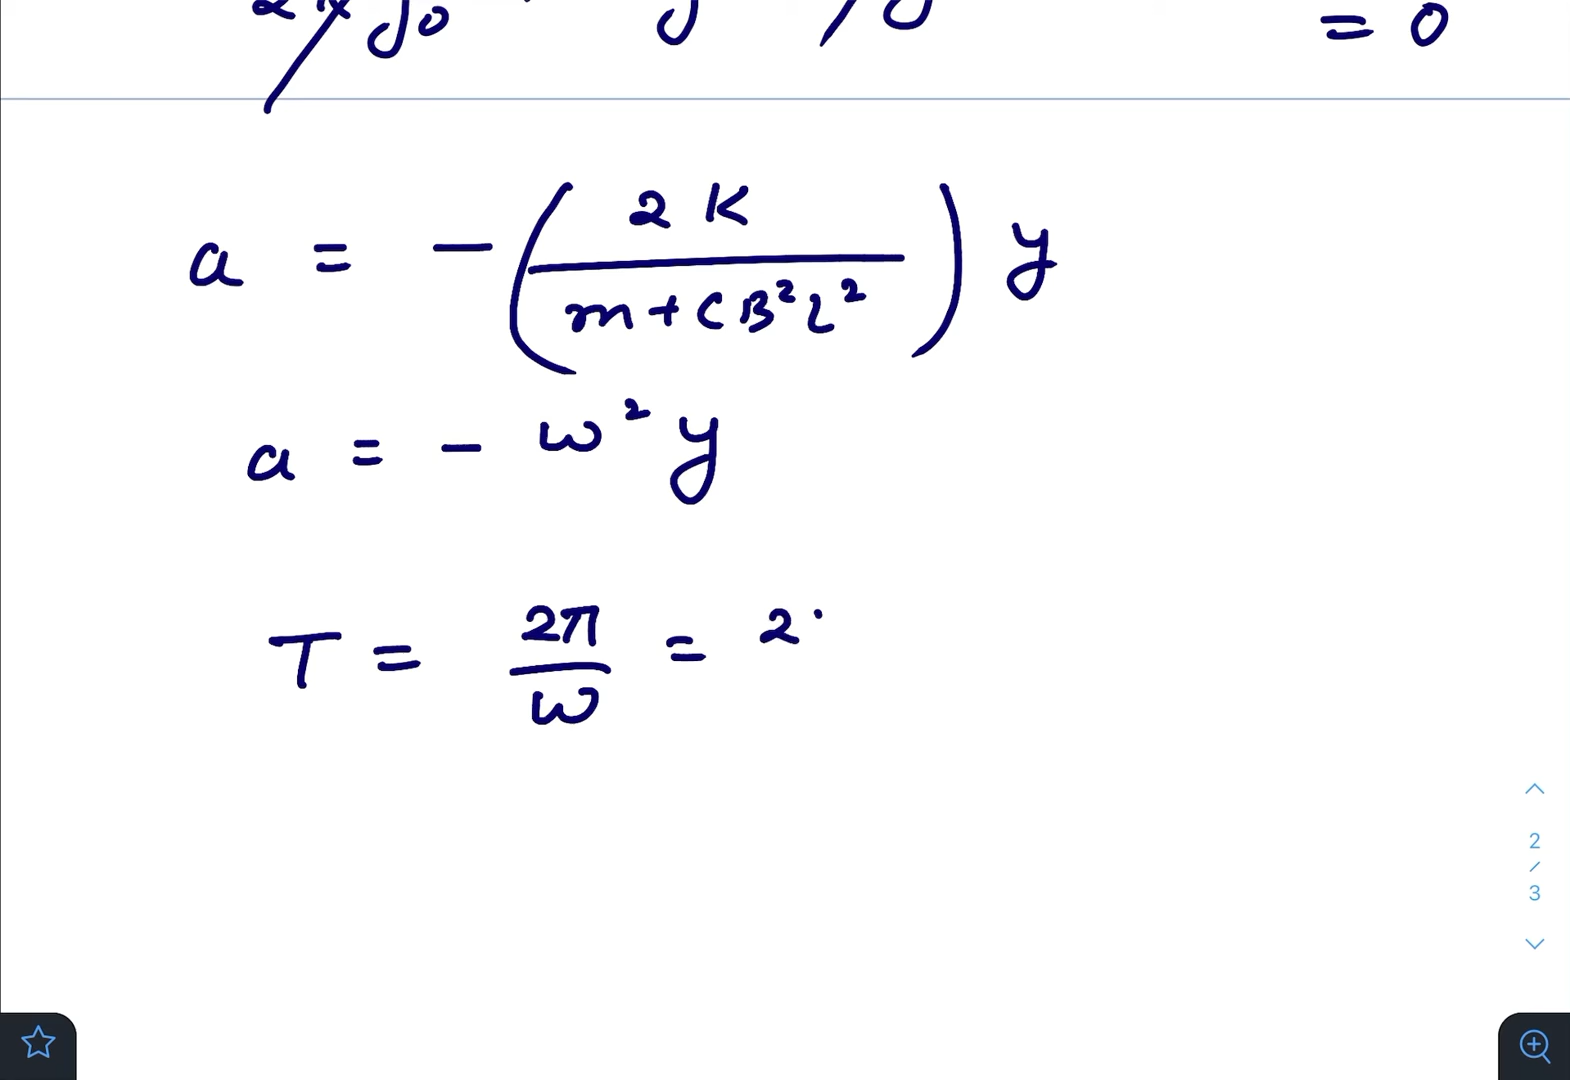 = 0
a = - ( 2K / m + CB²L² ) y
a = - ω² y
T = 2π / ω = 2
2
/
3